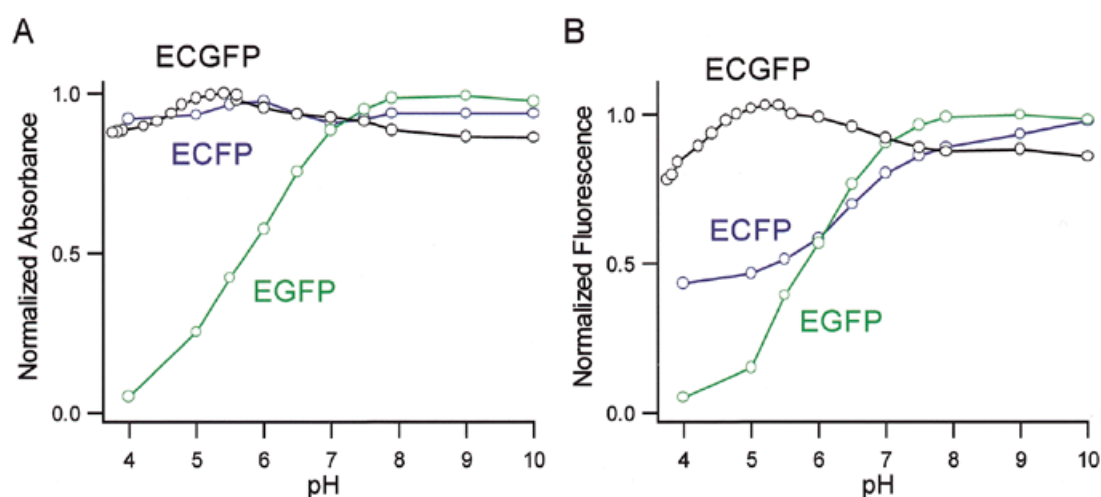 A
ECGFP
1.0
ECFP
0.5
EGFP
0.0
Normalized Absorbance
4 5 6 7 8 9 10
pH
B
ECGFP
1.0
ECFP
0.5
EGFP
0.0
Normalized Fluorescence
4 5 6 7 8 9 10
pH